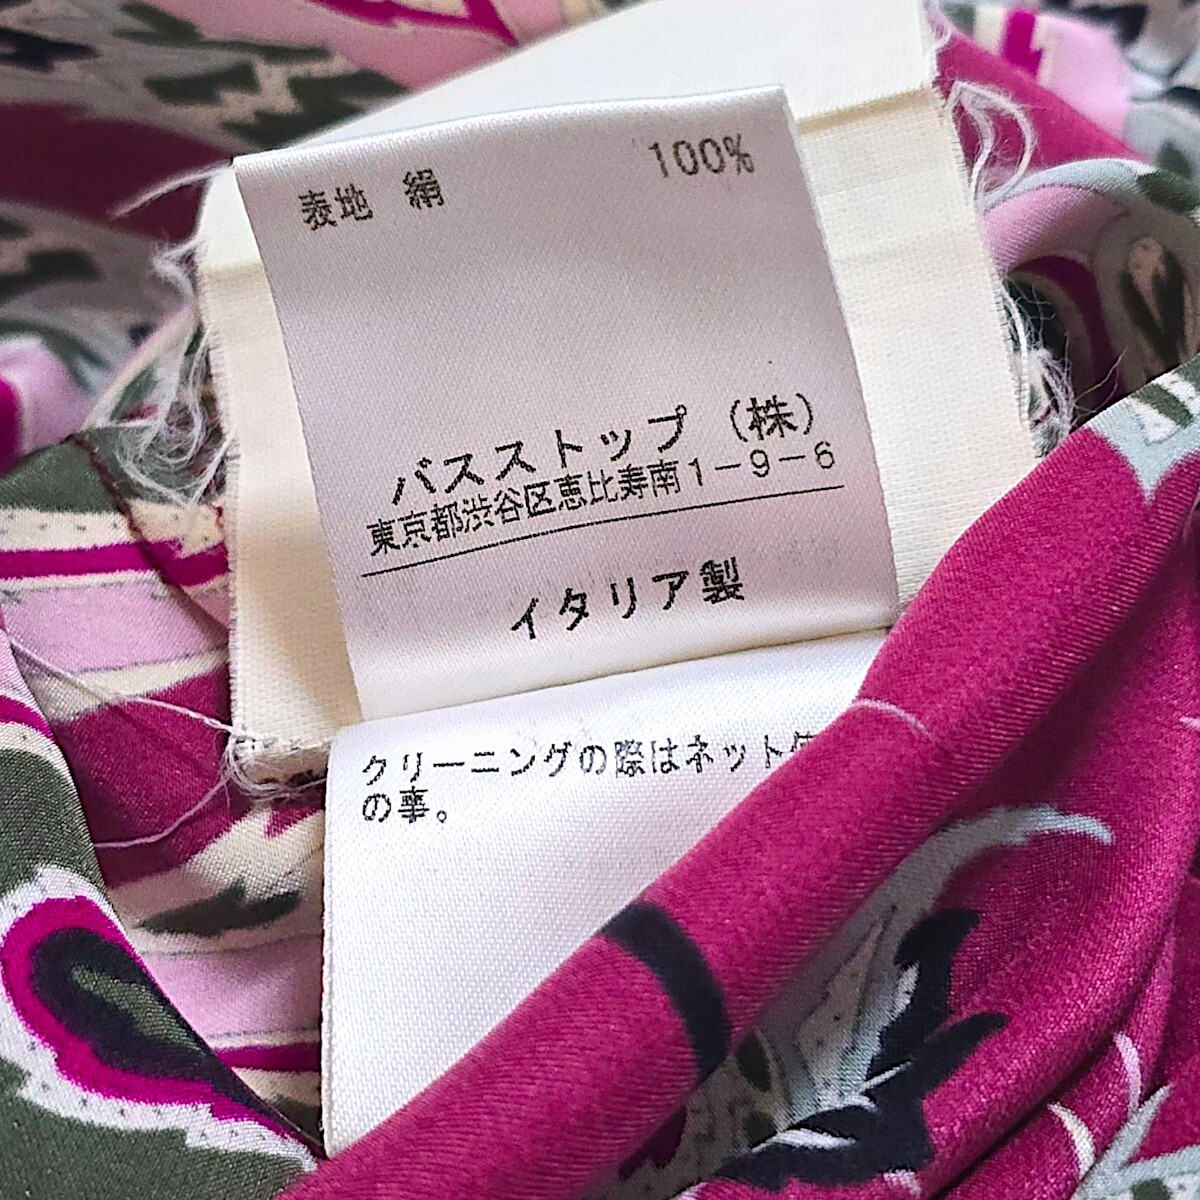 表地 絹 100%
バスストップ (株)
東京都渋谷区恵比寿南1-9-6
イタリア製
クリーニングの際はネット使
の事。